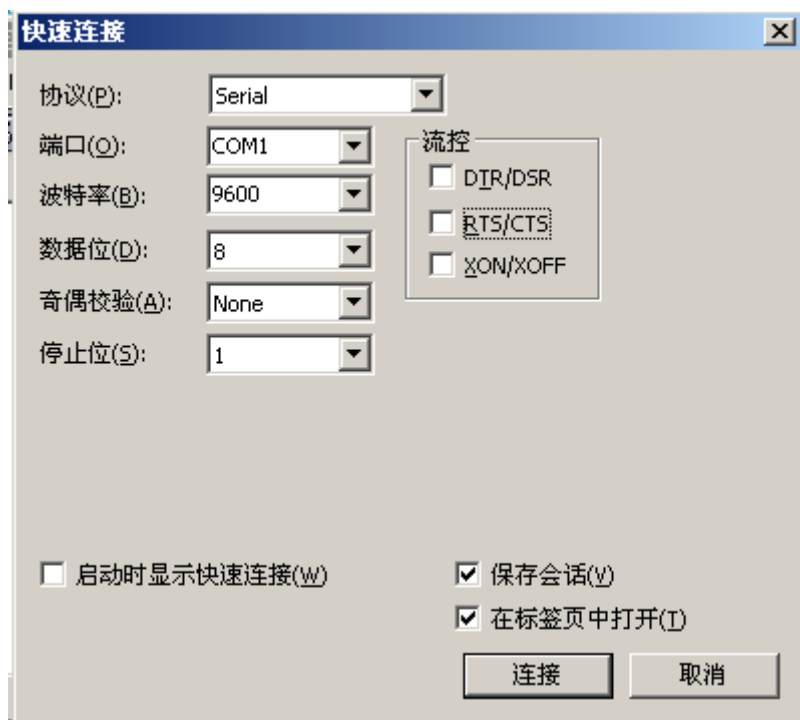 快速连接
协议(P): Serial
端口(O): COM1
流控
DTR/DSR
波特率(B): 9600
RTS/CTS
数据位(D): 8
XON/XOFF
奇偶校验(A): None
停止位(S): 1
启动时显示快速连接(W)
保存会话(V)
在标签页中打开(T)
连接 取消